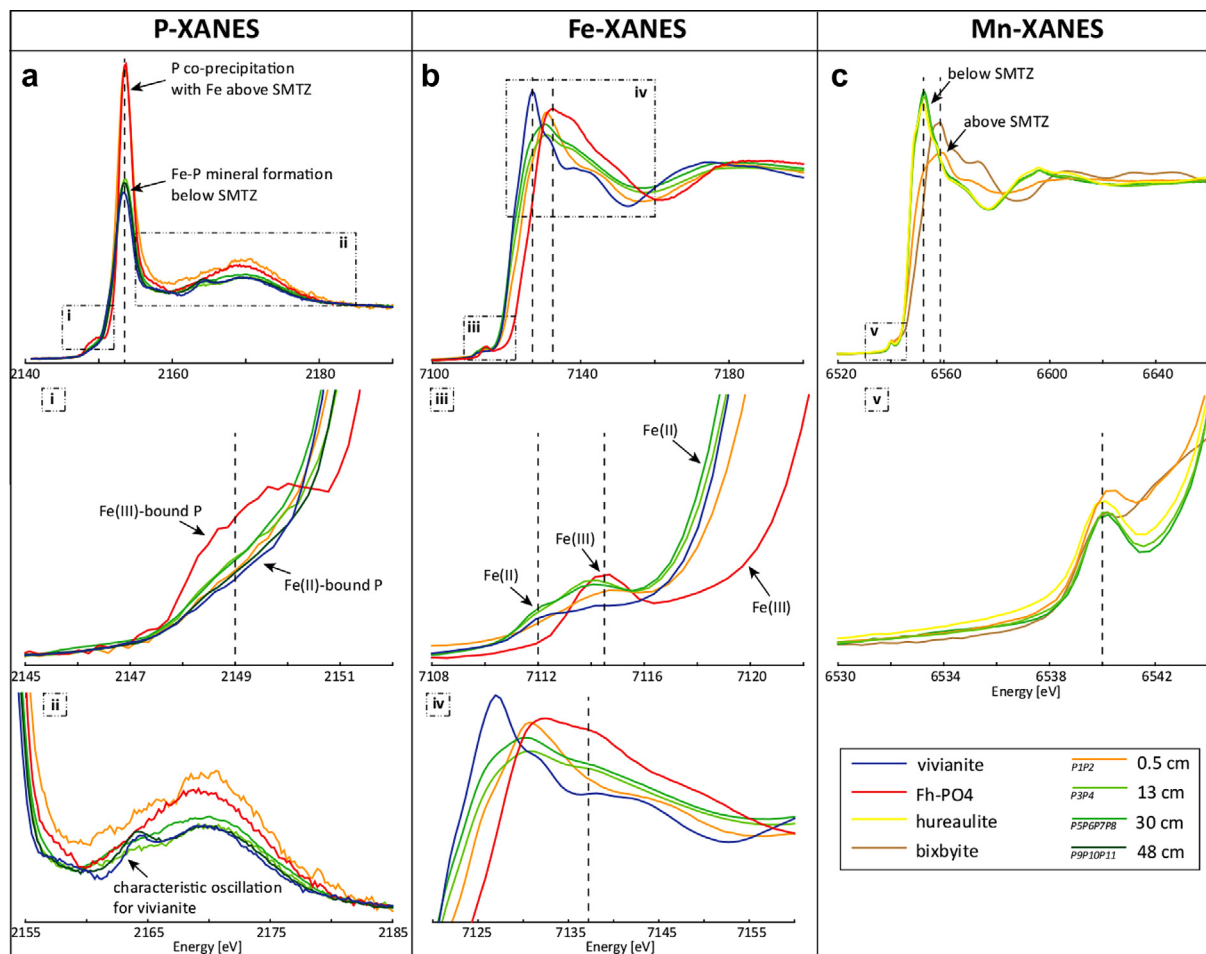 P-XANES
Fe-XANES
Mn-XANES
a
P co-precipitation
with Fe above SMTZ
Fe-P mineral formation
below SMTZ
ii
i
2140 2160 2180
b
iv
iii
7100 7140 7180
c
below SMTZ
above SMTZ
v
6520 6560 6600 6640
i
Fe(III)-bound P
Fe(II)-bound P
2145 2147 2149 2151
iii
Fe(II)
Fe(III)
Fe(II)
Fe(III)
7108 7112 7116 7120
v
6530 6534 6538 6542
Energy [eV]
ii
characteristic oscillation
for vivianite
2155 2165 2175 2185
Energy [eV]
iv
7125 7135 7145 7155
Energy [eV]
vivianite P1P2 0.5 cm
Fh-PO4 P3P4 13 cm
hureaulite P5P6P7P8 30 cm
bixbyite P9P10P11 48 cm